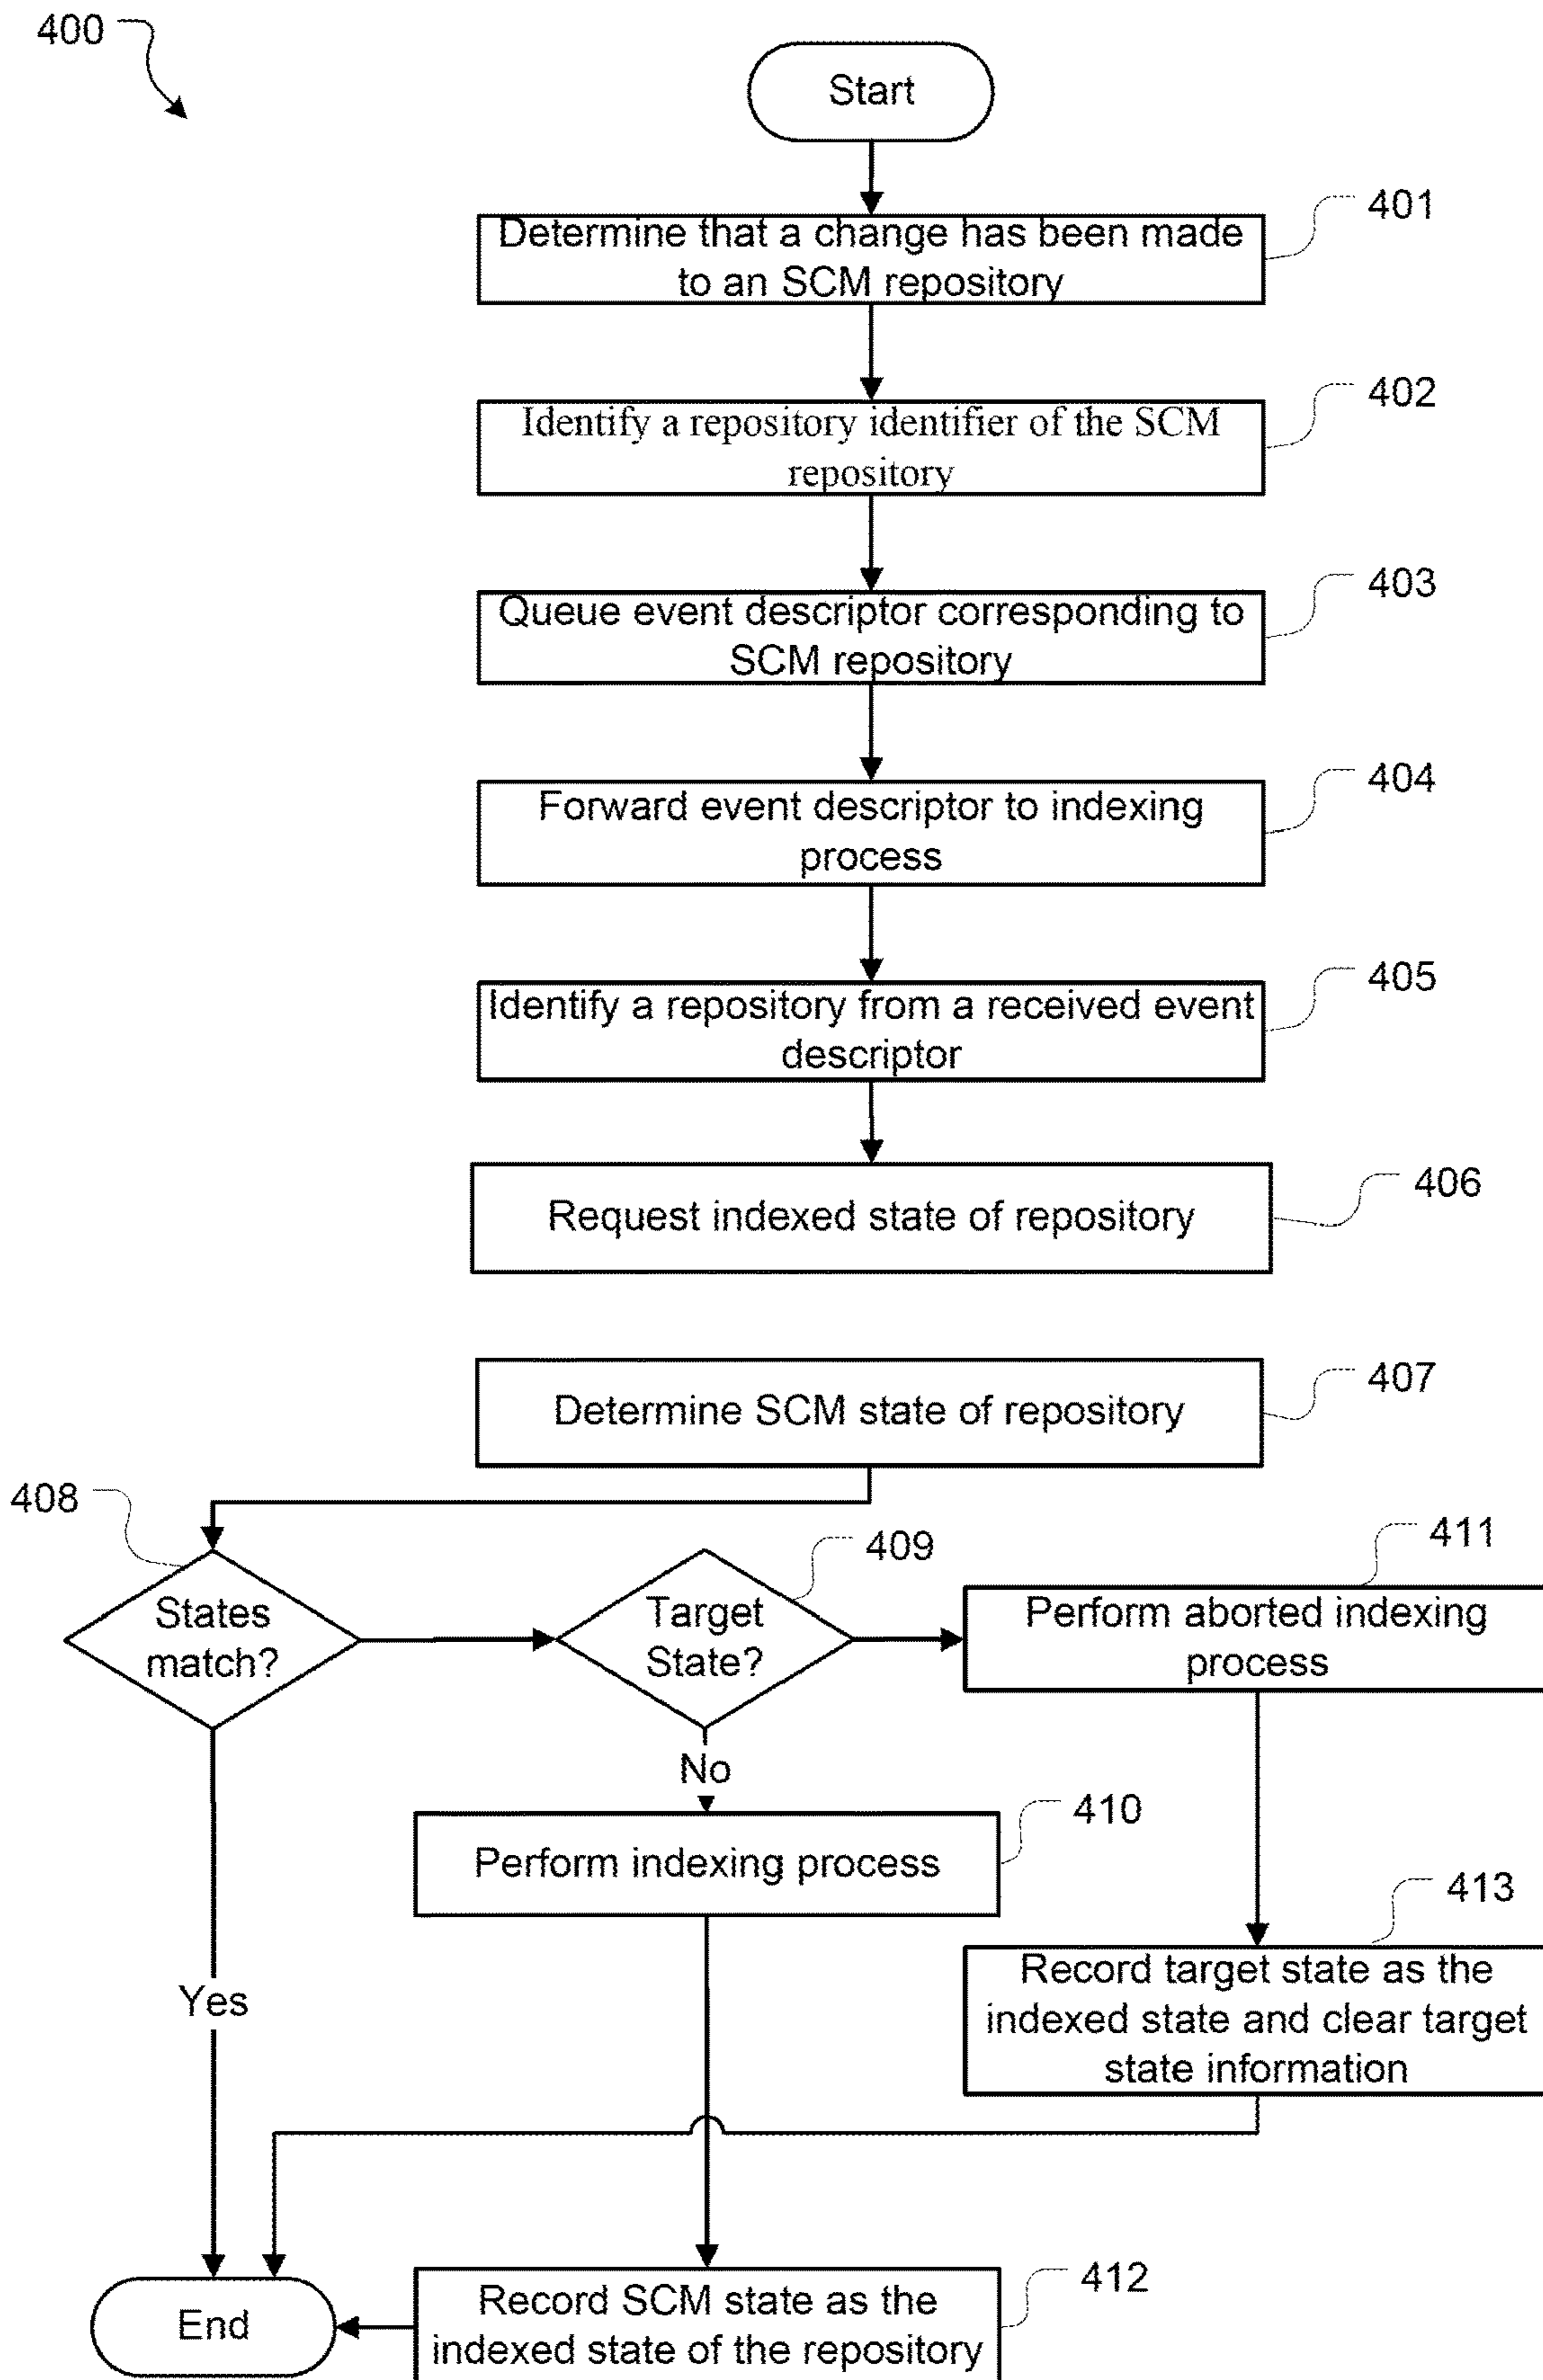 400
Start
401
Determine that a change has been made
to an SCM repository
402
Identify a repository identifier of the SCM
repository
403
Queue event descriptor corresponding to
SCM repository
404
Forward event descriptor to indexing
process
405
Identify a repository from a received event
descriptor
406
Request indexed state of repository
407
Determine SCM state of repository
408
States
match?
409
Target
State?
411
Perform aborted indexing
process
No
410
Perform indexing process
413
Record target state as the
indexed state and clear target
state information
Yes
412
Record SCM state as the
indexed state of the repository
End